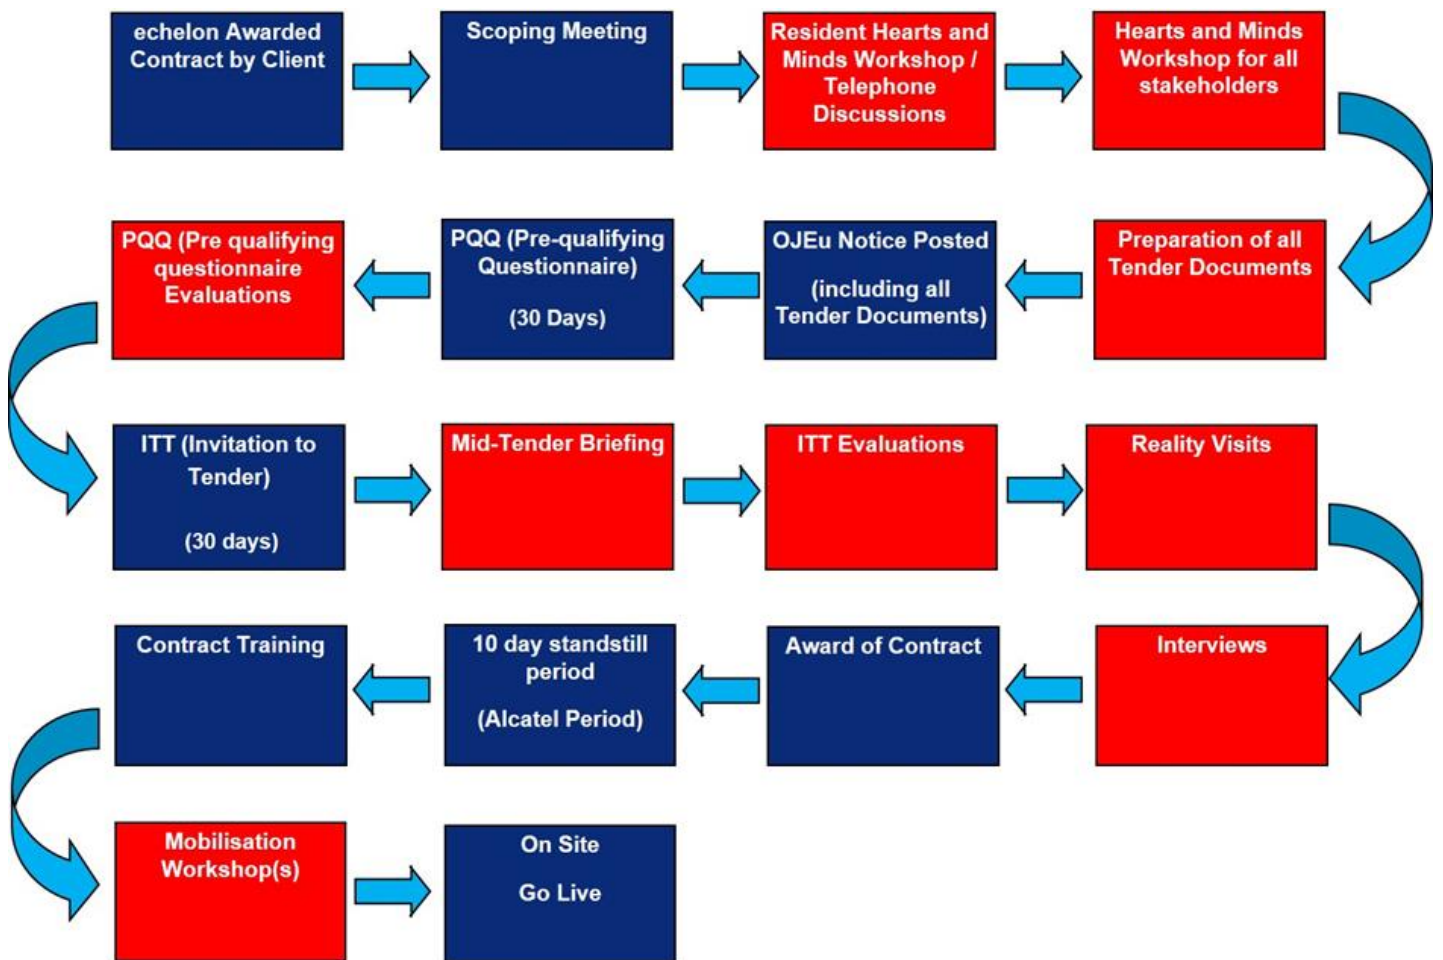 echelon Awarded
Contract by Client
Scoping Meeting
Resident Hearts and
Minds Workshop /
Telephone
Discussions
Hearts and Minds
Workshop for all
stakeholders
Preparation of all
Tender Documents
OJEu Notice Posted
(including all
Tender Documents)
PQQ (Pre-qualifying
Questionnaire)
(30 Days)
PQQ (Pre qualifying
questionnaire
Evaluations
ITT (Invitation to
Tender)
(30 days)
Mid-Tender Briefing
ITT Evaluations
Reality Visits
Interviews
Award of Contract
10 day standstill
period
(Alcatel Period)
Contract Training
Mobilisation
Workshop(s)
On Site
Go Live